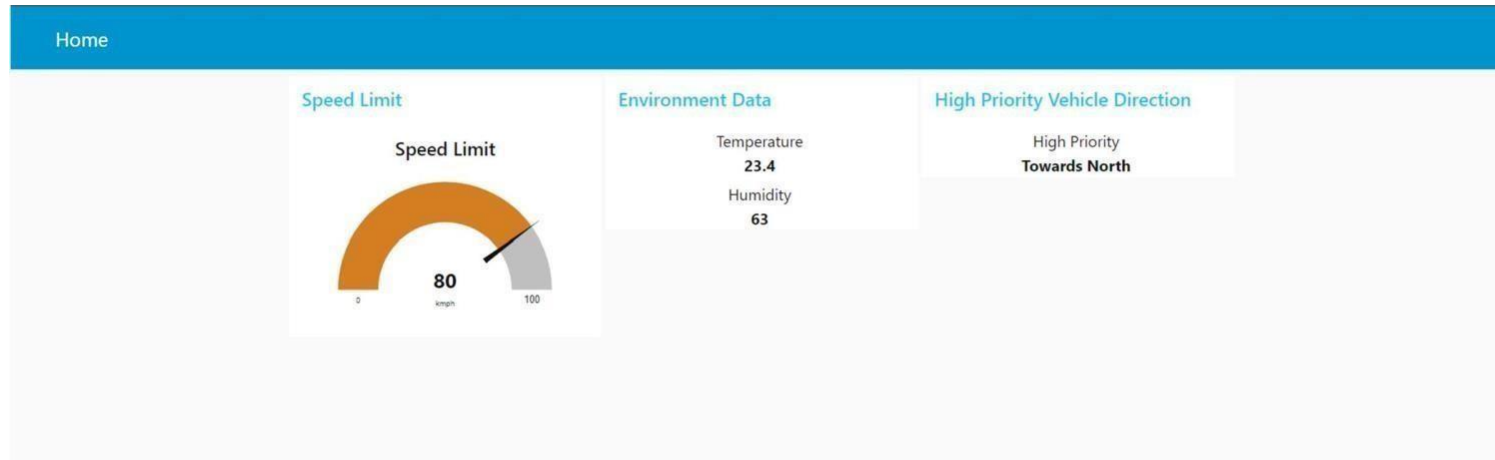 Home
Speed Limit
Speed Limit
80
kmph
0
100
Environment Data
Temperature
23.4
Humidity
63
High Priority Vehicle Direction
High Priority
Towards North